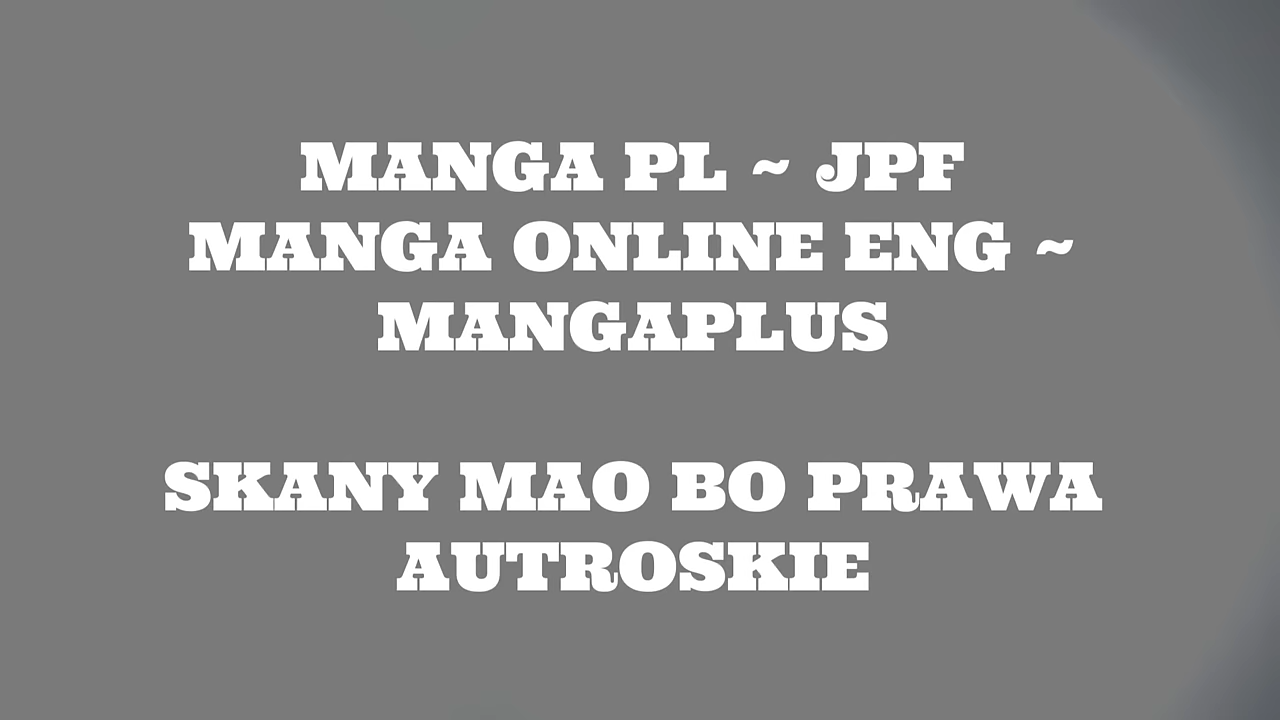 MANGA PL ~ JPF
MANGA ONLINE ENG ~
MANGAPLUS
SKANY MAO BO PRAWA
AUTROSKIE